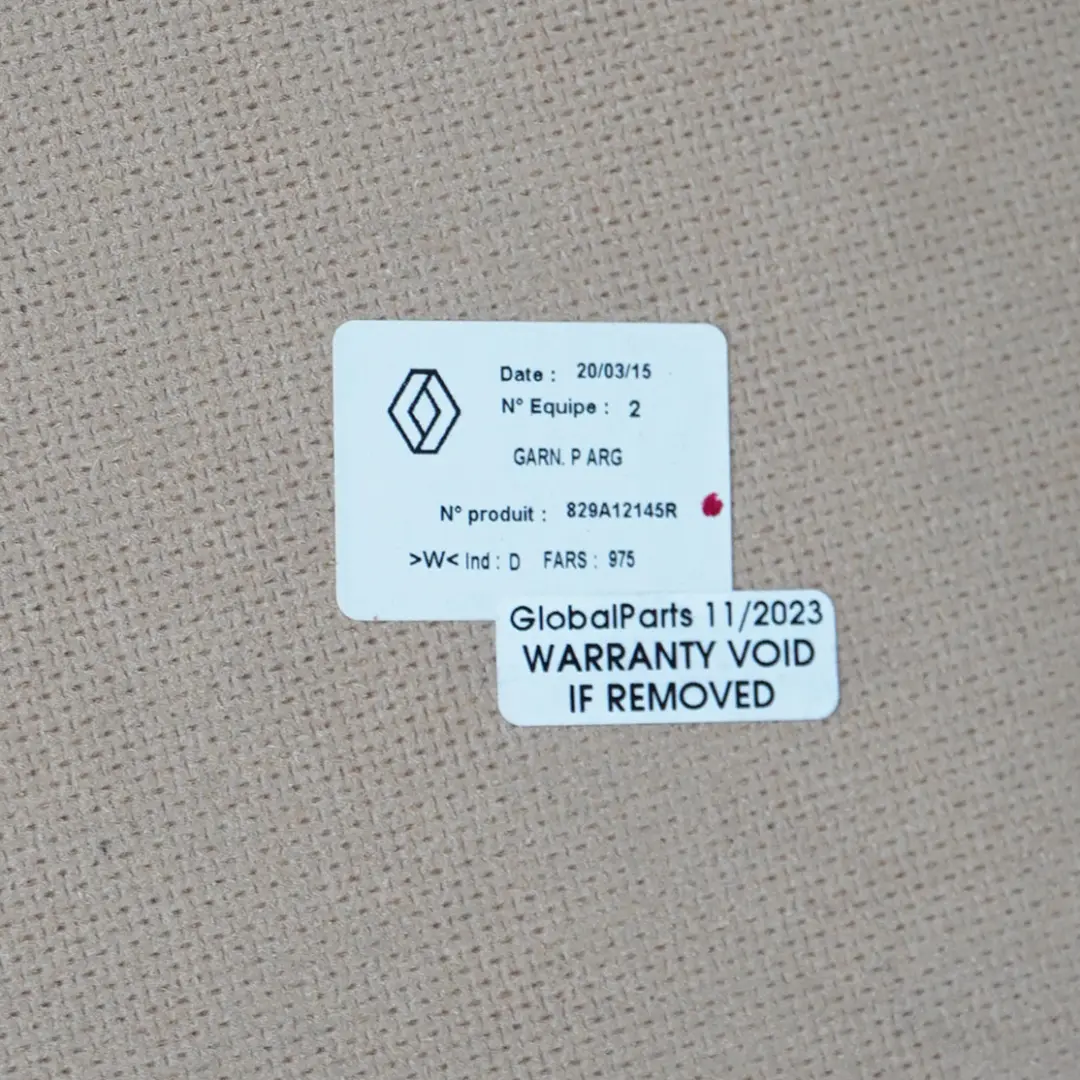 Date : 20/03/15
N° Equipe : 2
GARN. P ARG
N° produit : 829A12145R
>W< Ind : D FARS : 975
GlobalParts 11/2023
WARRANTY VOID
IF REMOVED